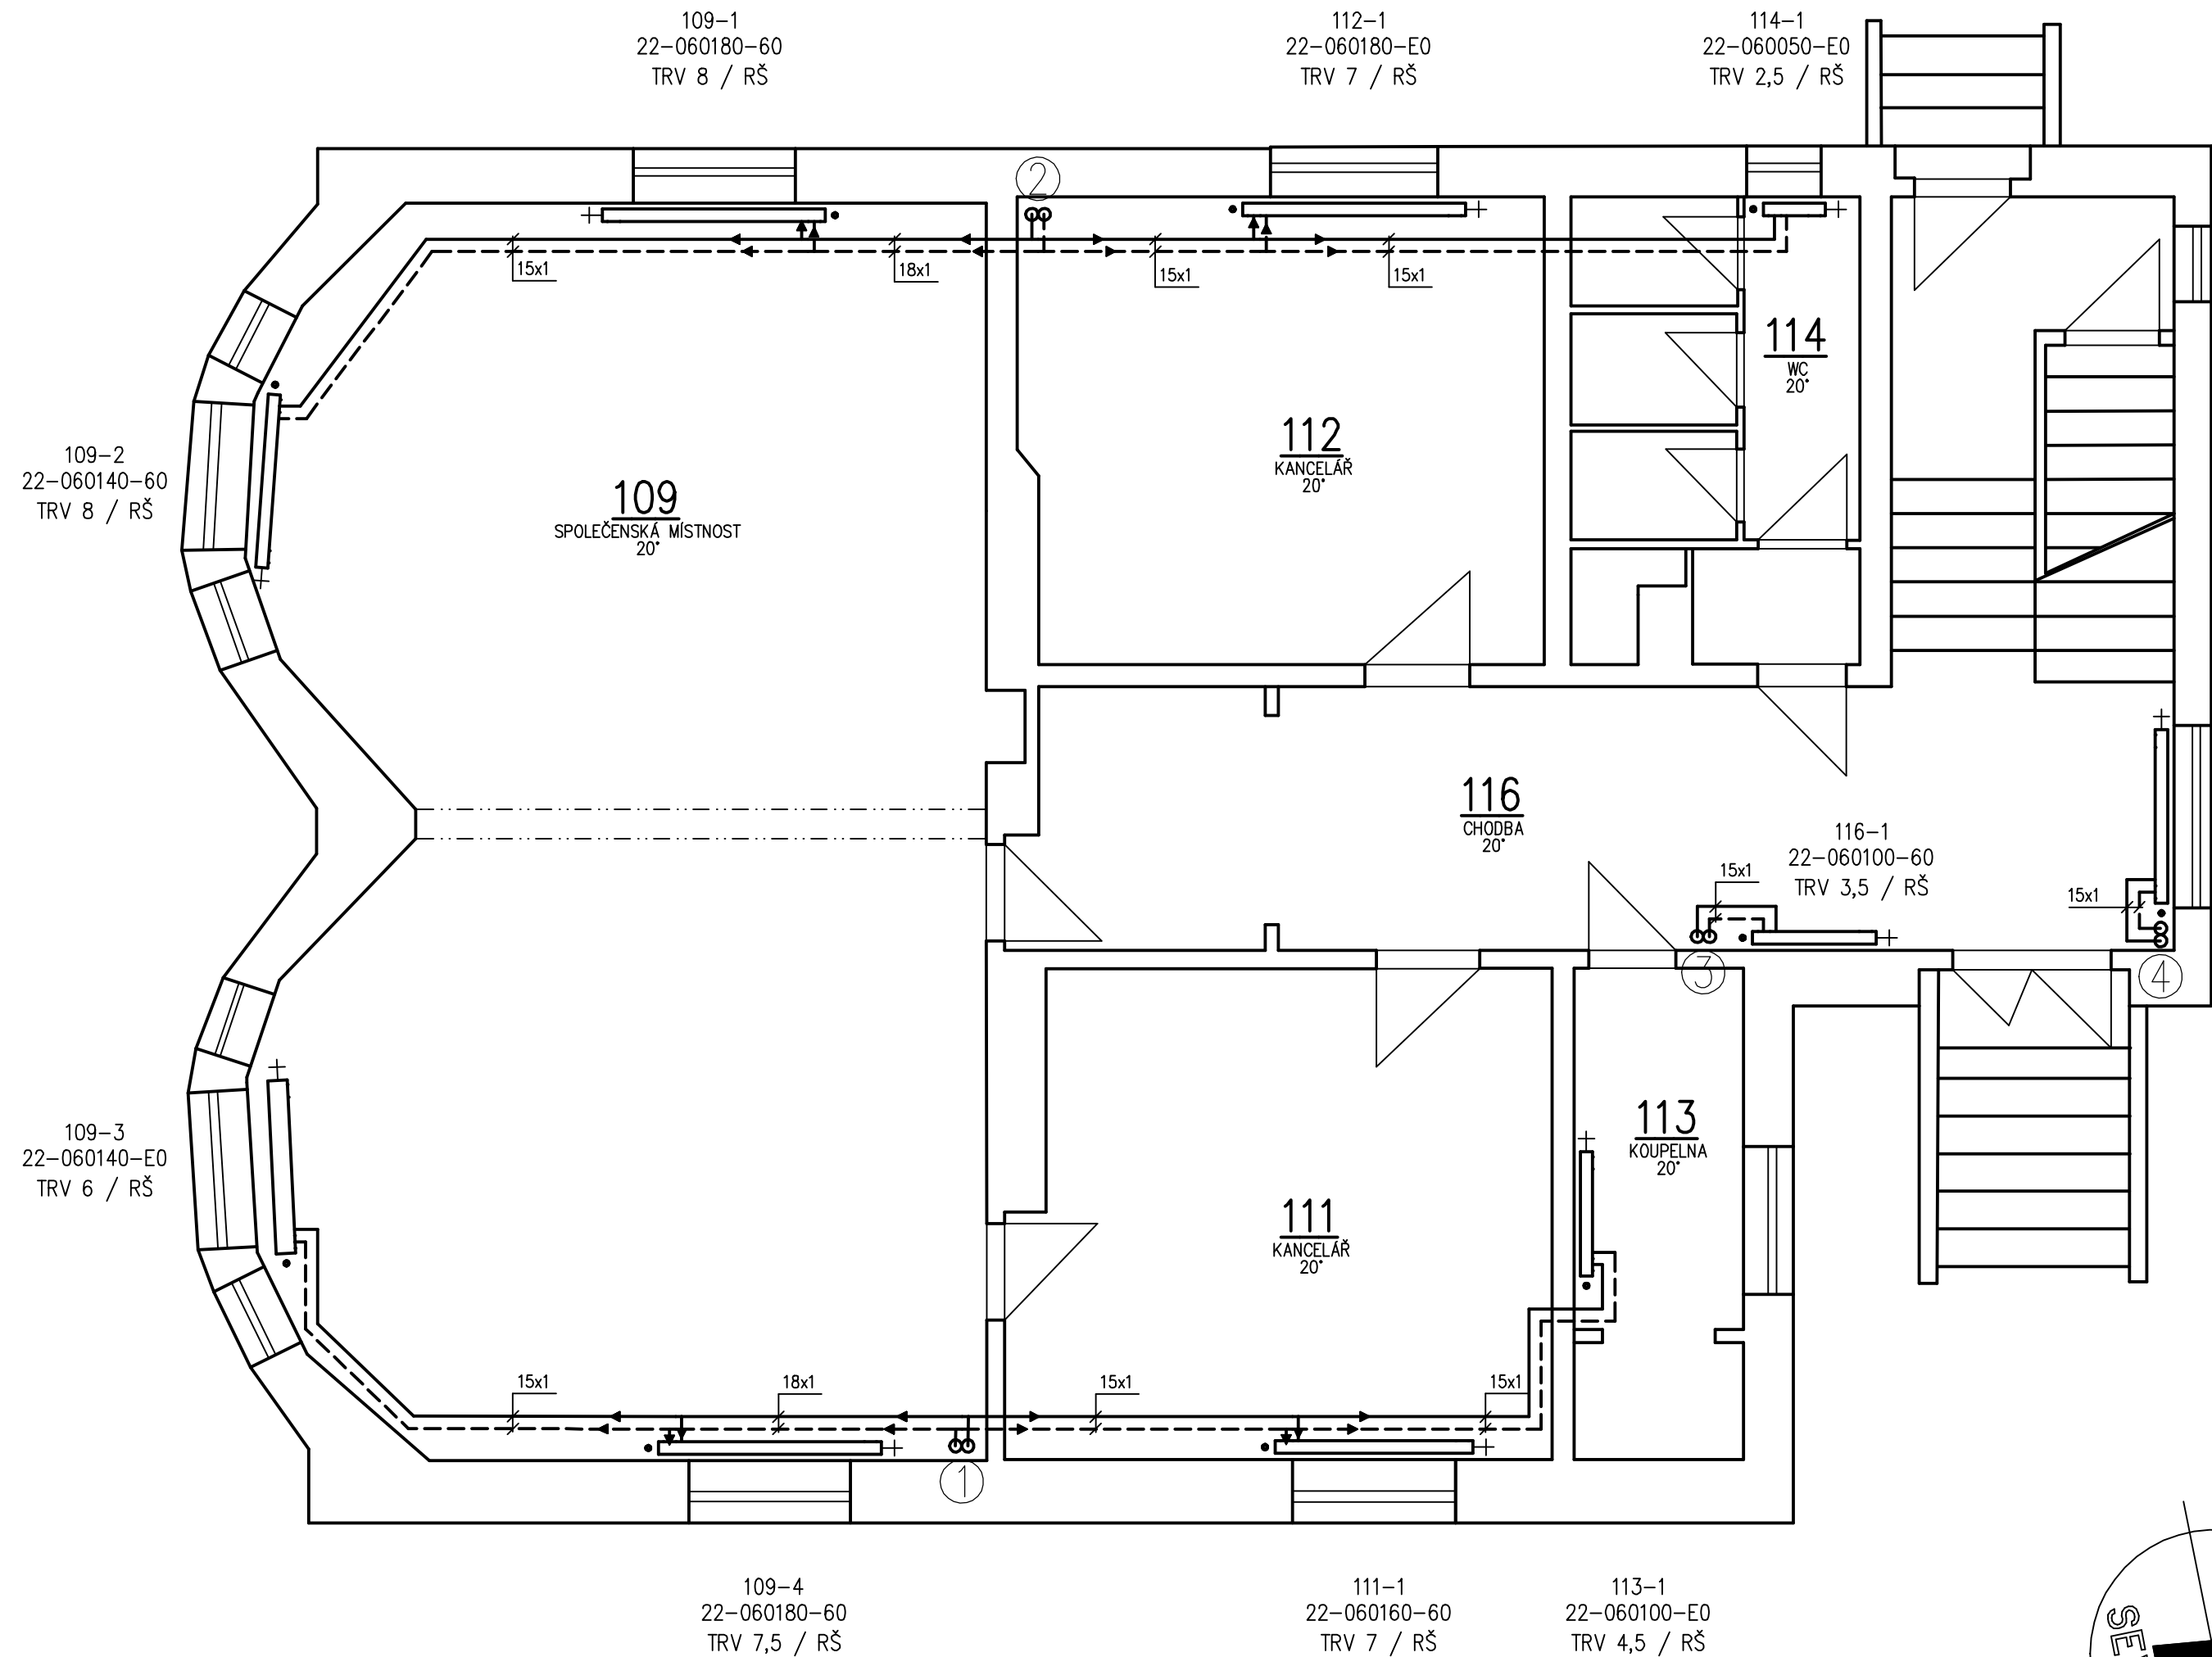 109-1
22-060180-60
TRV 8 / RŠ
112-1
22-060180-E0
TRV 7 / RŠ
114-1
22-060050-E0
TRV 2,5 / RŠ
2
15x1
18x1
15x1
15x1
114
WC
20°
112
KANCELÁŘ
20°
109-2
22-060140-60
TRV 8 / RŠ
109
SPOLEČENSKÁ MÍSTNOST
20°
116
CHODBA
20°
116-1
22-060100-60
TRV 3,5 / RŠ
15x1
15x1
3
4
109-3
22-060140-E0
TRV 6 / RŠ
113
KOUPELNA
20°
111
KANCELÁŘ
20°
15x1
18x1
15x1
15x1
1
109-4
22-060180-60
TRV 7,5 / RŠ
111-1
22-060160-60
TRV 7 / RŠ
113-1
22-060100-E0
TRV 4,5 / RŠ